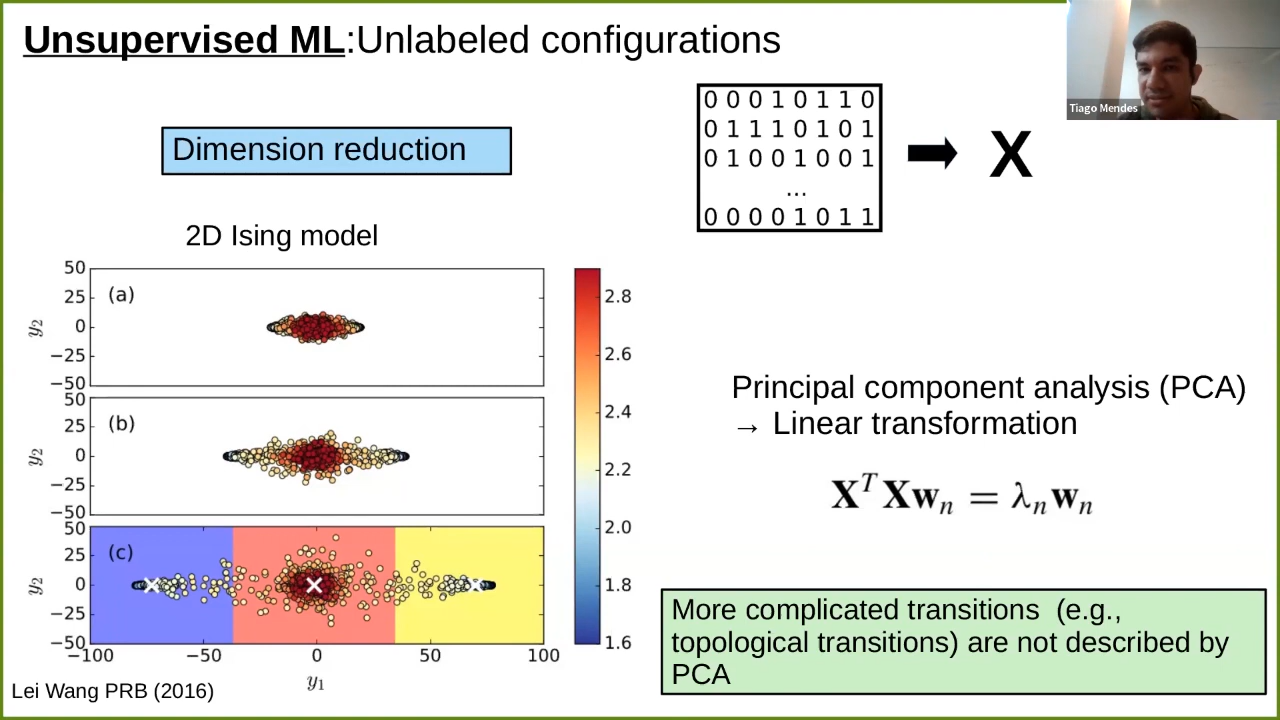 Unsupervised ML:Unlabeled configurations
Tiago Mendes
Dimension reduction
0 0 0 1 0 1 1 0
0 1 1 1 0 1 0 1
0 1 0 0 1 0 0 1
...
0 0 0 0 1 0 1 1
X
2D Ising model
50
25
0
−25
−50
y₂
(a)
50
25
0
−25
−50
y₂
(b)
50
25
0
−25
−50
y₂
(c)
−100
−50
0
50
100
y₁
2.8
2.6
2.4
2.2
2.0
1.8
1.6
Principal component analysis (PCA)
→ Linear transformation
XᵀXwₙ = λₙwₙ
More complicated transitions (e.g.,
topological transitions) are not described by
PCA
Lei Wang PRB (2016)